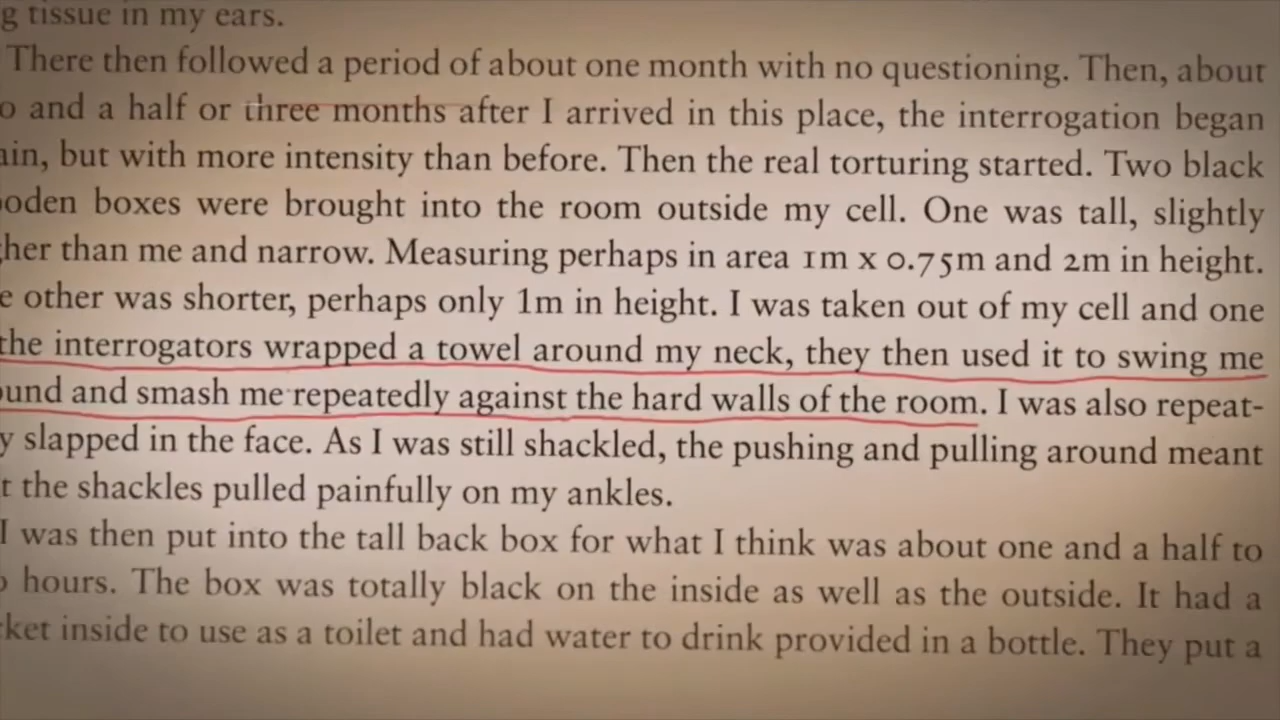 g tissue in my ears.
There then followed a period of about one month with no questioning. Then, about
o and a half or three months after I arrived in this place, the interrogation began
ain, but with more intensity than before. Then the real torturing started. Two black
oden boxes were brought into the room outside my cell. One was tall, slightly
her than me and narrow. Measuring perhaps in area 1m x 0.75m and 2m in height.
e other was shorter, perhaps only 1m in height. I was taken out of my cell and one
the interrogators wrapped a towel around my neck, they then used it to swing me
und and smash me repeatedly against the hard walls of the room. I was also repeat-
y slapped in the face. As I was still shackled, the pushing and pulling around meant
t the shackles pulled painfully on my ankles.
I was then put into the tall back box for what I think was about one and a half to
o hours. The box was totally black on the inside as well as the outside. It had a
ket inside to use as a toilet and had water to drink provided in a bottle. They put a